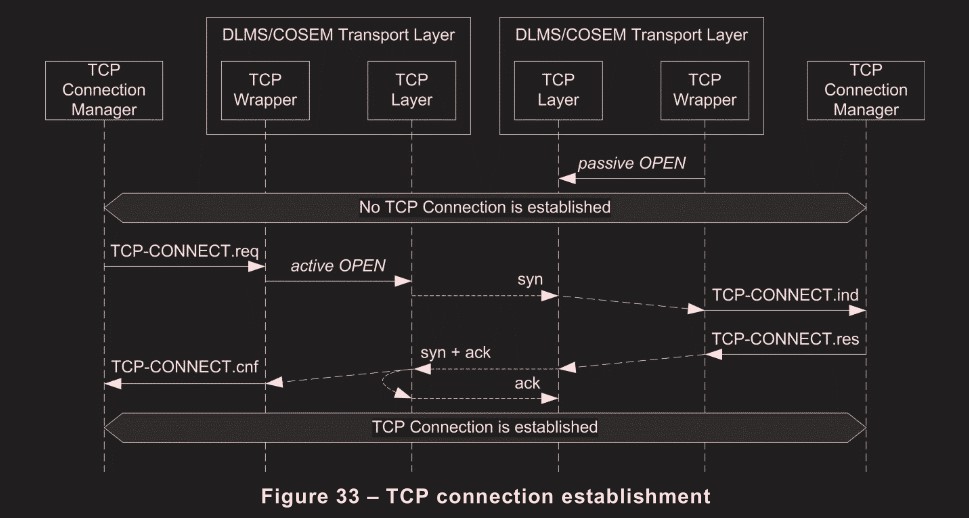 DLMS/COSEM Transport Layer
DLMS/COSEM Transport Layer
TCP
Connection
Manager
TCP
Wrapper
TCP
Layer
TCP
Layer
TCP
Wrapper
TCP
Connection
Manager
passive OPEN
No TCP Connection is established
TCP-CONNECT.req
active OPEN
syn
TCP-CONNECT.ind
TCP-CONNECT.res
syn + ack
TCP-CONNECT.cnf
ack
TCP Connection is established
Figure 33 – TCP connection establishment